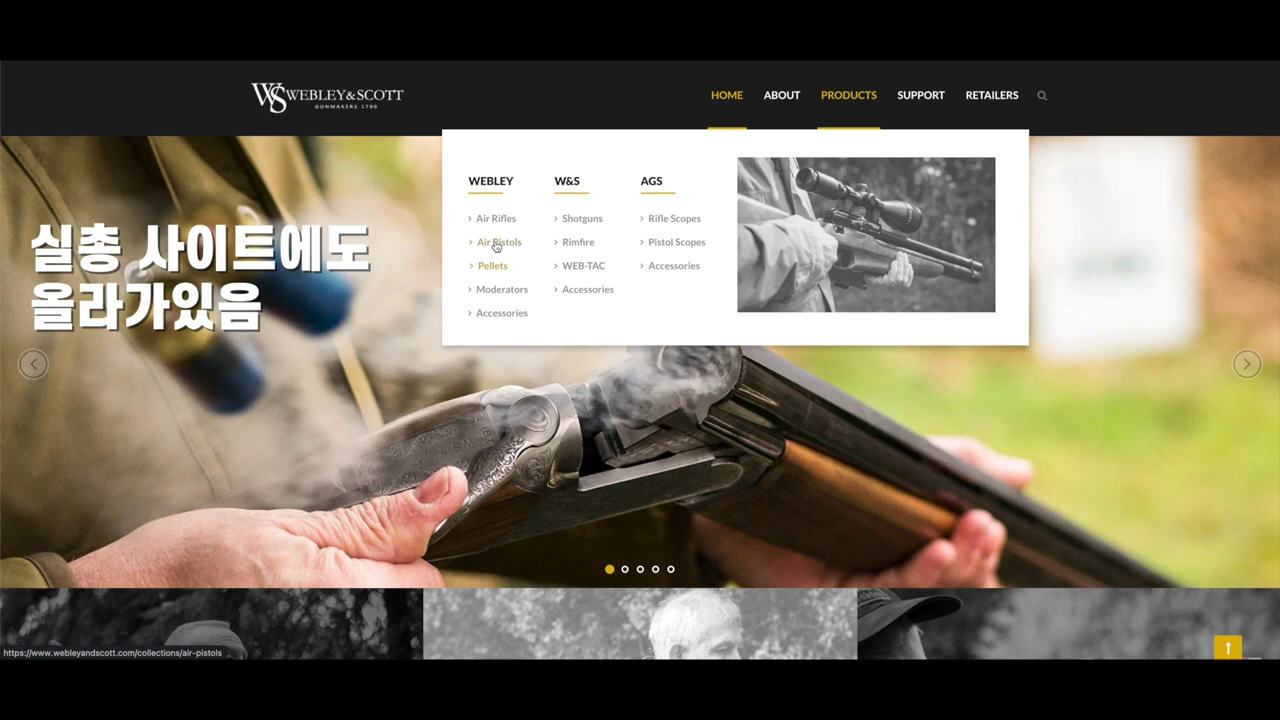 WS WEBLEY & SCOTT
GUNMAKERS 1790
HOME ABOUT PRODUCTS SUPPORT RETAILERS
WEBLEY
Air Rifles
Air Pistols
Pellets
Moderators
Accessories
W&S
Shotguns
Rimfire
WEB-TAC
Accessories
AGS
Rifle Scopes
Pistol Scopes
Accessories
실총 사이트에도
올라가있음
https://www.webleyandscott.com/collections/air-pistols